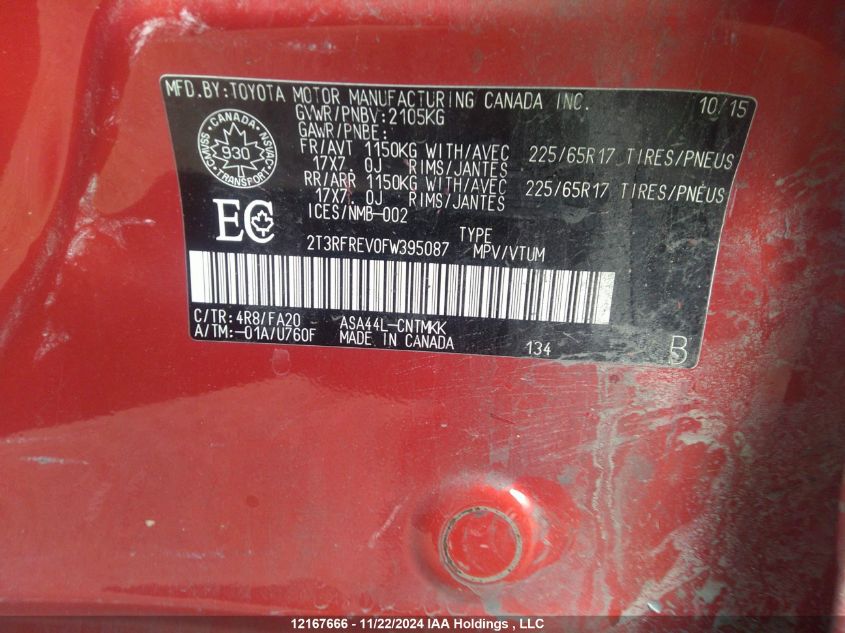 MFD.BY:TOYOTA MOTOR MANUFACTURING CANADA INC. 10/15
GVWR/PNBV:2105KG
GAWR/PNBE:
FR/AVT 1150KG WITH/AVEC 225/65R17 TIRES/PNEUS
17X7.0J RIMS/JANTES
RR/ARR 1150KG WITH/AVEC 225/65R17 TIRES/PNEUS
17X7.0J RIMS/JANTES
ICES/NMB-002
CANADA
CMVSS
930
NSVAC
TRANSPORT
EC
TYPE
2T3RFREV0FW395087 MPV/VTUM
C/TR:4R8/FA20 ASA44L-CNTMKK
A/TM:-01A/U760F MADE IN CANADA 134 B
12167666 - 11/22/2024 IAA Holdings , LLC